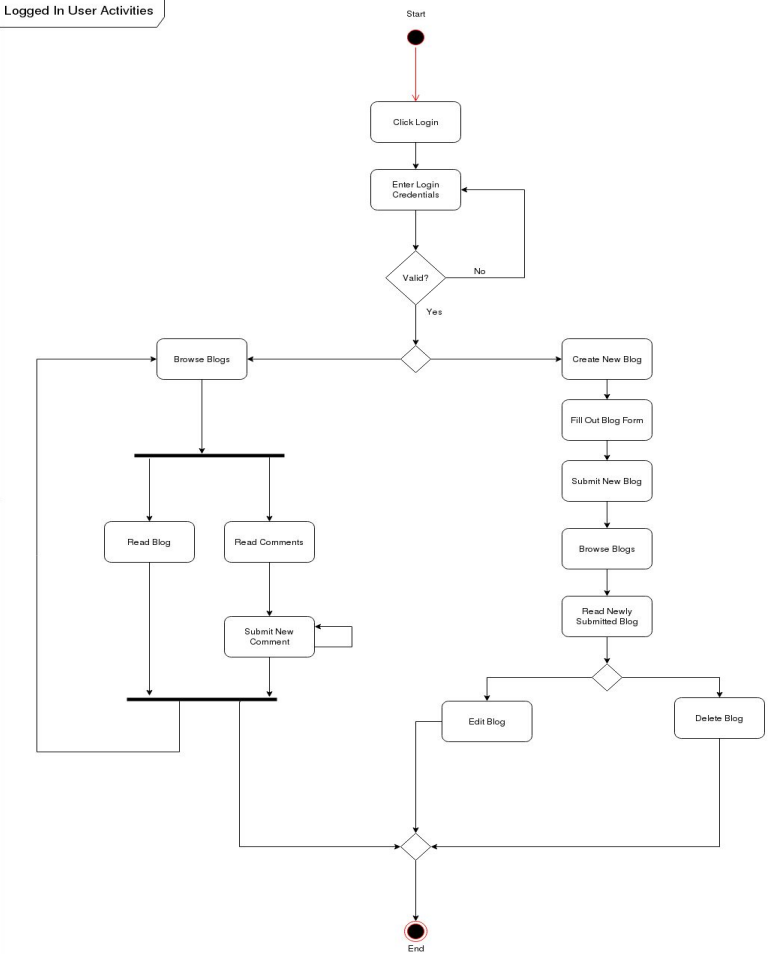 Logged In User Activities
Start
Click Login
Enter Login
Credentials
Valid?
No
Yes
Browse Blogs
Create New Blog
Fill Out Blog Form
Submit New Blog
Read Blog
Read Comments
Browse Blogs
Read Newly
Submitted Blog
Submit New
Comment
Edit Blog
Delete Blog
End